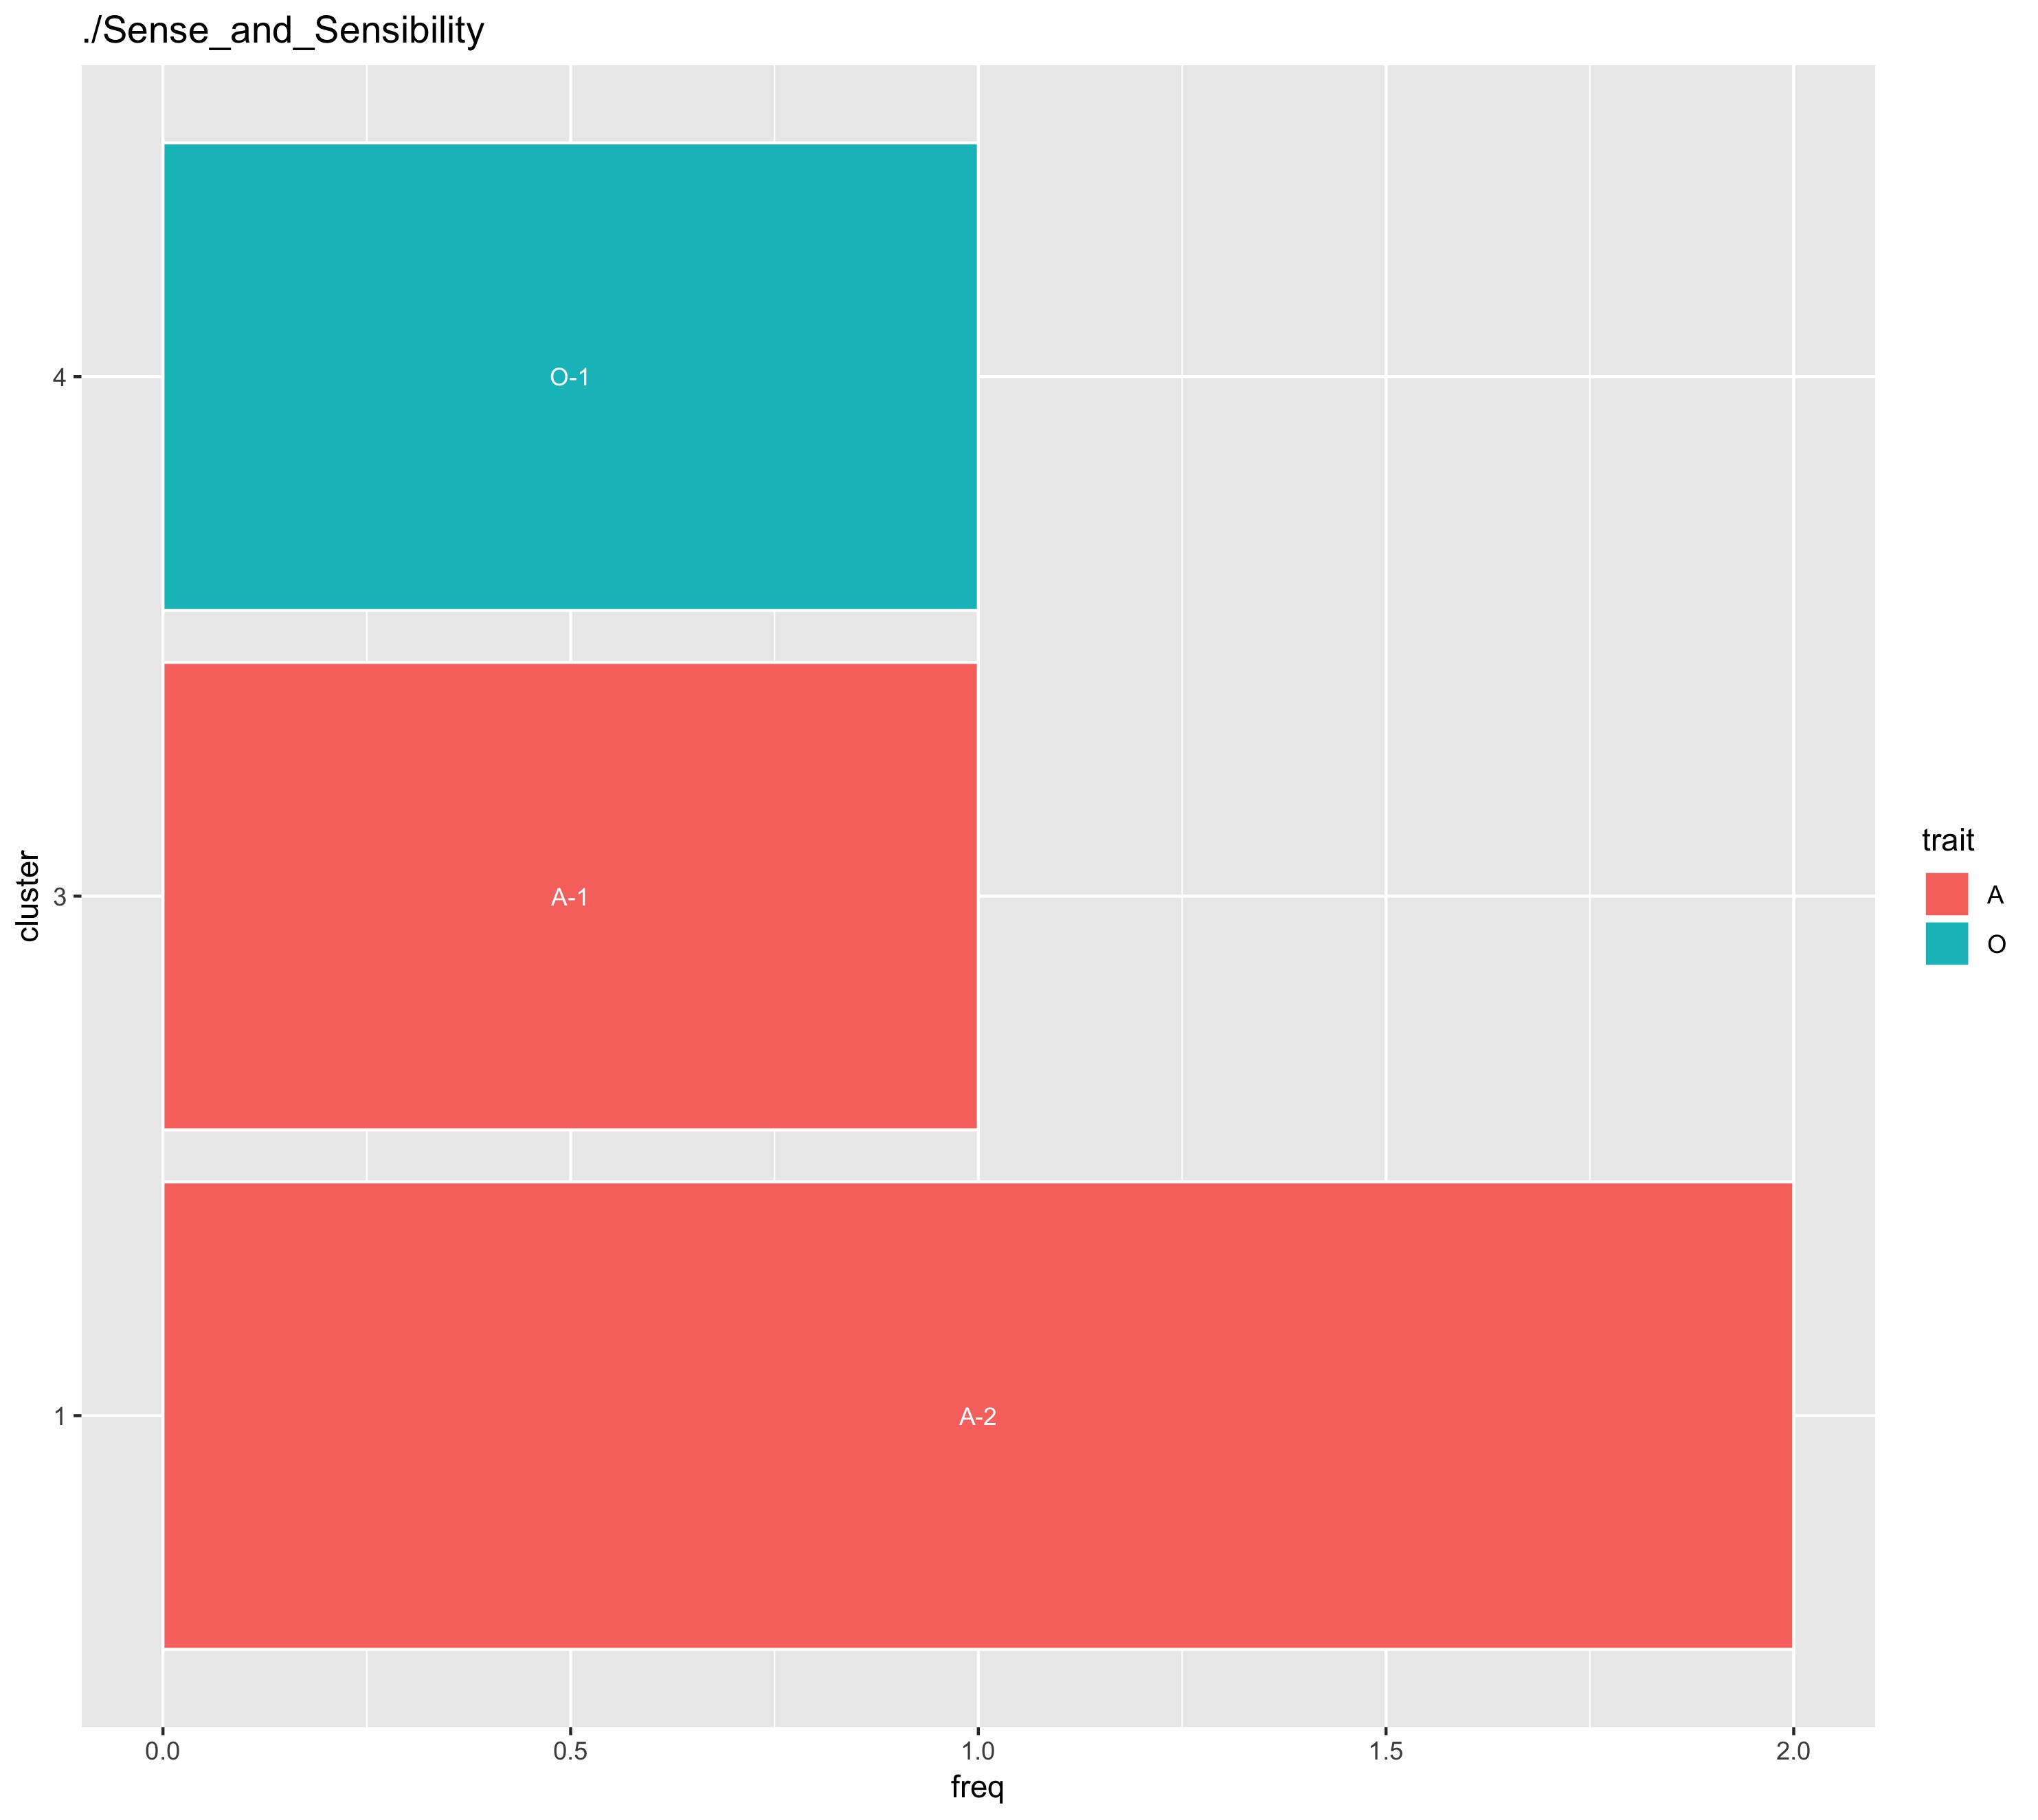 ./Sense_and_Sensibility
4
O-1
3
A-1
1
A-2
cluster
0.0 0.5 1.0 1.5 2.0
freq
trait
A
O